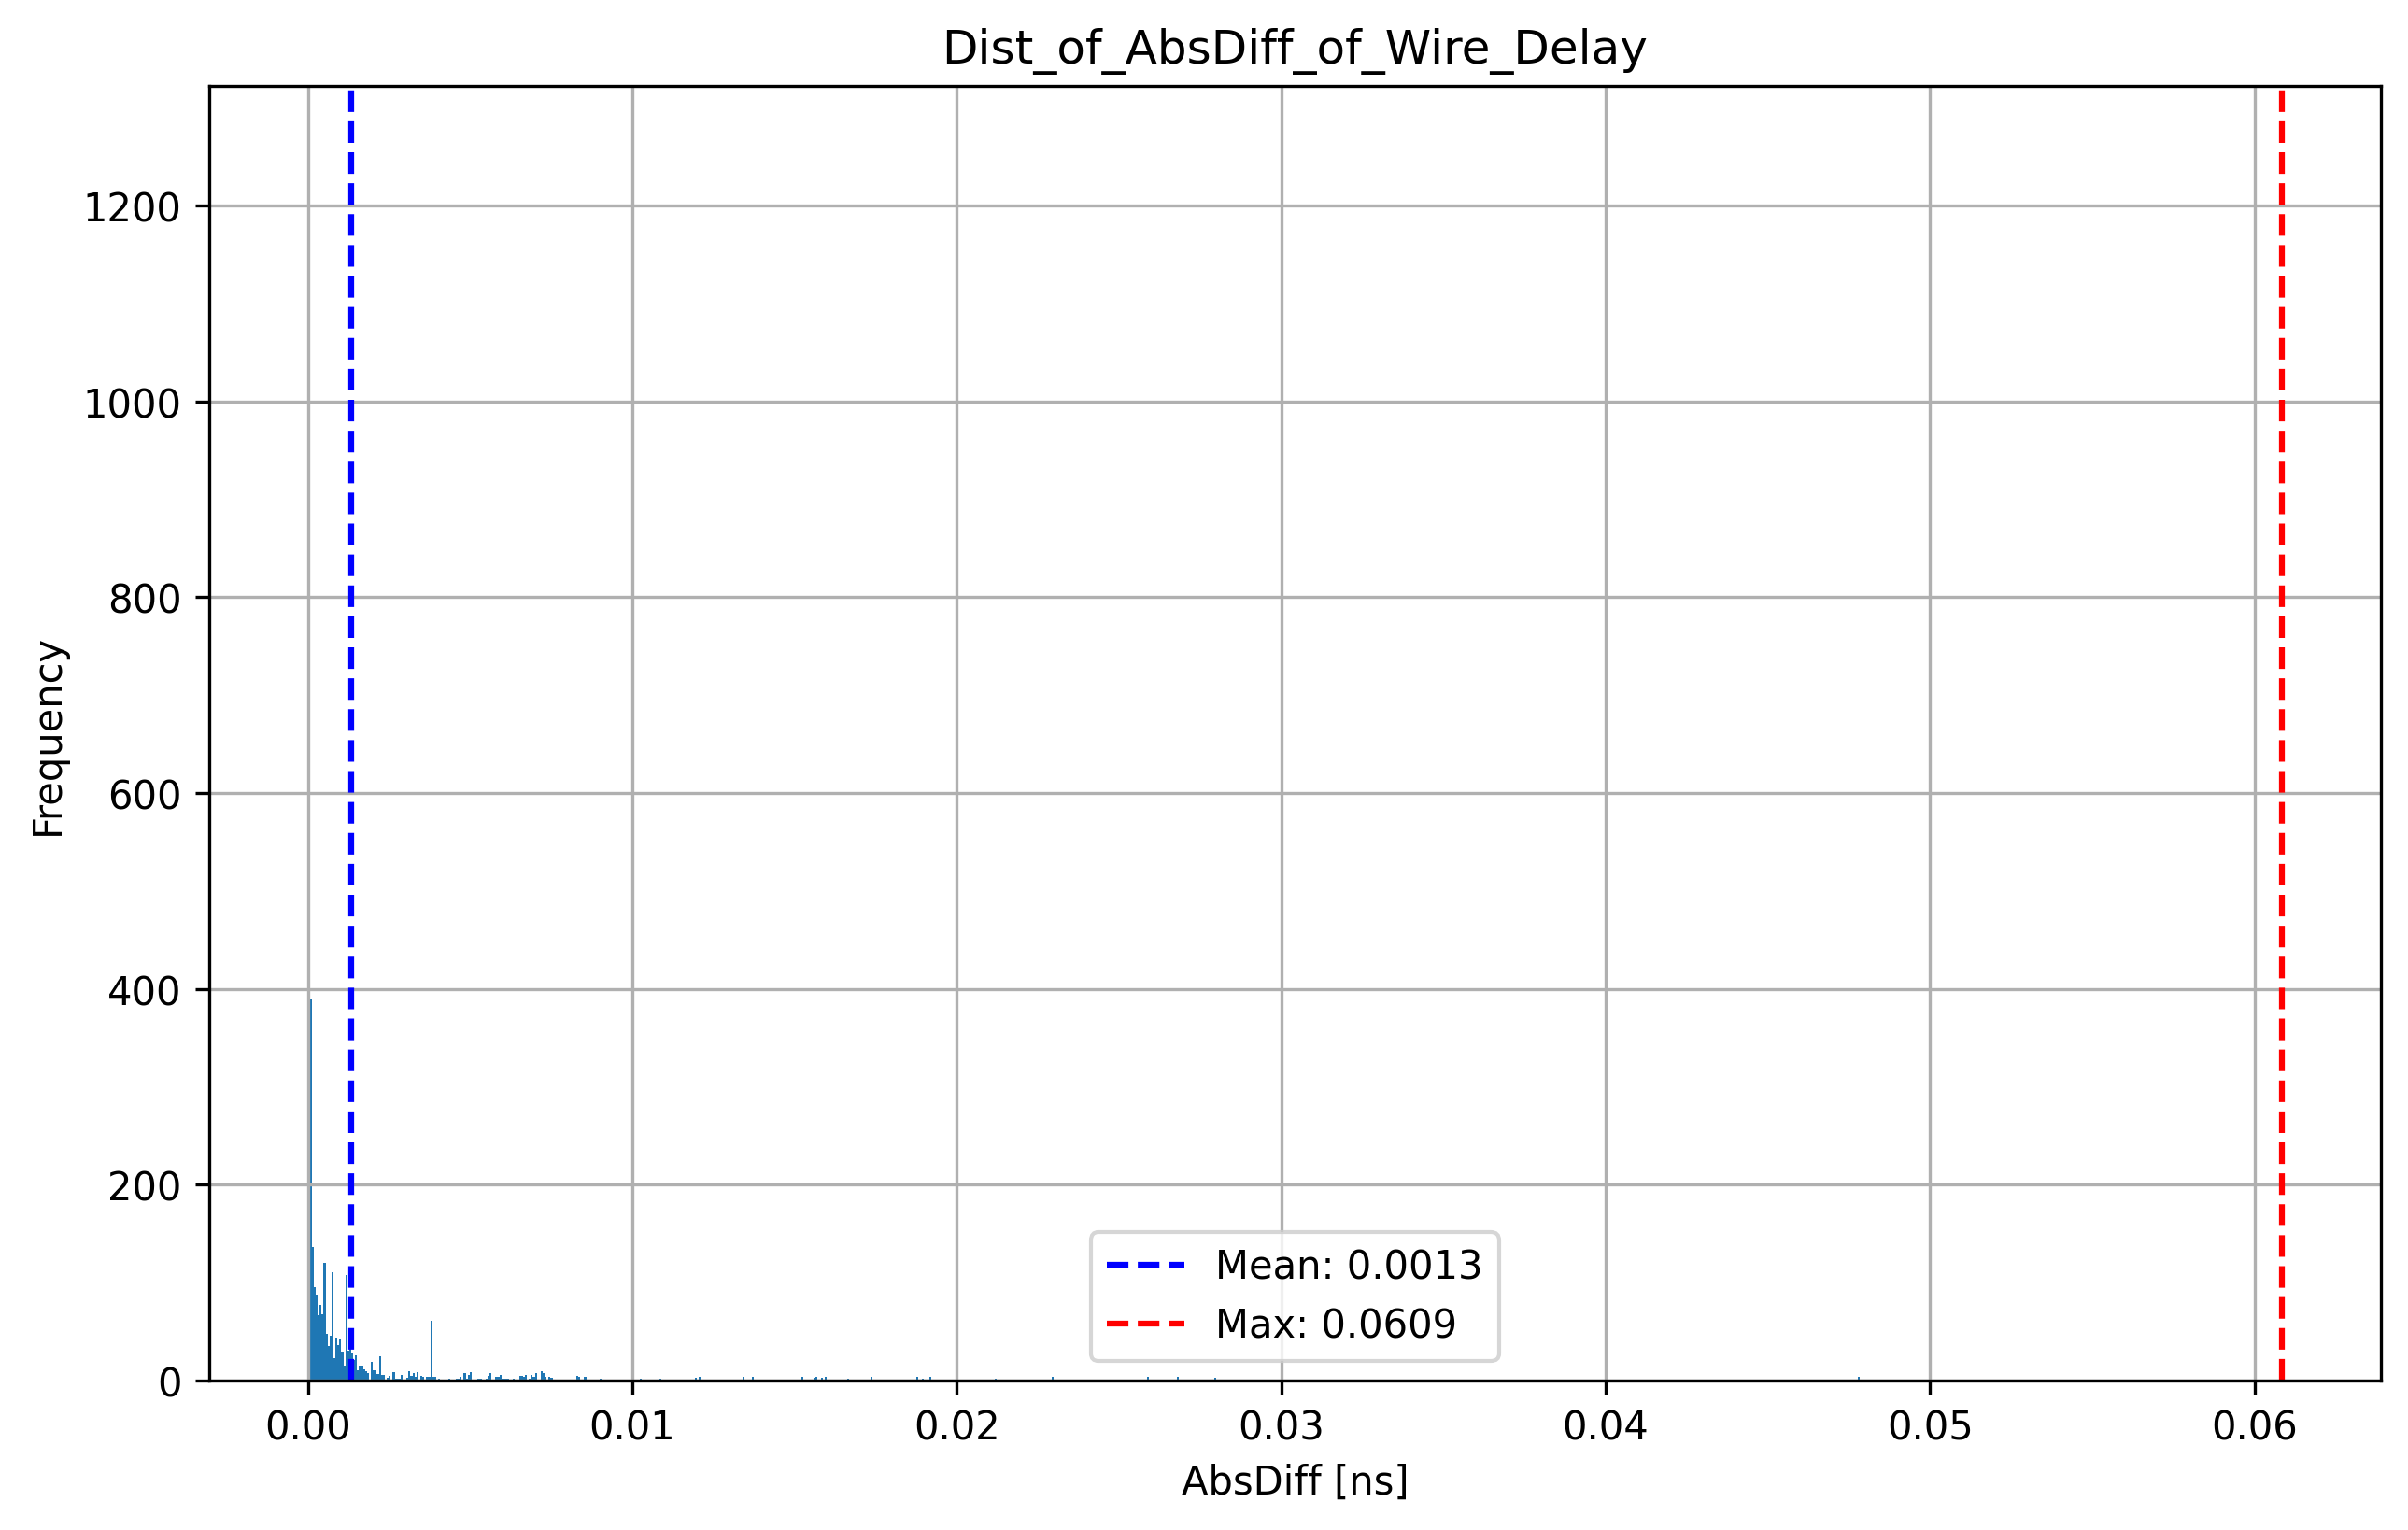 Dist_of_AbsDiff_of_Wire_Delay
Frequency
1200
1000
800
600
400
200
0
Mean: 0.0013
Max: 0.0609
0.00 0.01 0.02 0.03 0.04 0.05 0.06
AbsDiff [ns]